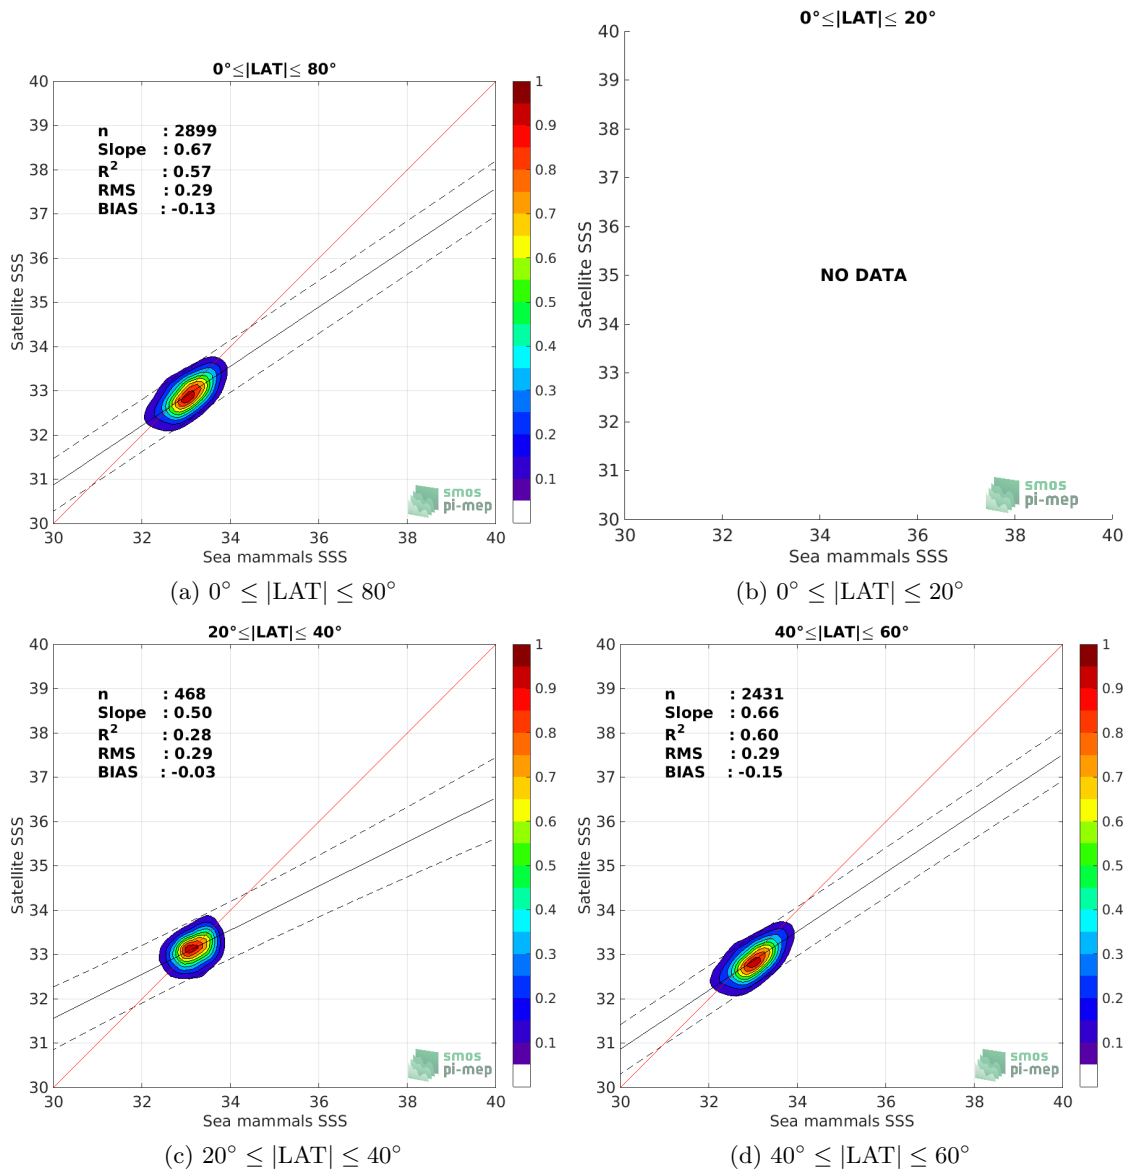 0°≤|LAT|≤ 80°
40
39
38
37
36
35
34
33
32
31
30
Satellite SSS
n : 2899
Slope : 0.67
R² : 0.57
RMS : 0.29
BIAS : -0.13
smos
pi-mep
30 32 34 36 38 40
Sea mammals SSS
1
0.9
0.8
0.7
0.6
0.5
0.4
0.3
0.2
0.1
(a) 0° ≤ |LAT| ≤ 80°
0°≤|LAT|≤ 20°
40
39
38
37
36
35
34
33
32
31
30
Satellite SSS
NO DATA
smos
pi-mep
30 32 34 36 38 40
Sea mammals SSS
(b) 0° ≤ |LAT| ≤ 20°
20°≤|LAT|≤ 40°
40
39
38
37
36
35
34
33
32
31
30
Satellite SSS
n : 468
Slope : 0.50
R² : 0.28
RMS : 0.29
BIAS : -0.03
smos
pi-mep
30 32 34 36 38 40
Sea mammals SSS
1
0.9
0.8
0.7
0.6
0.5
0.4
0.3
0.2
0.1
(c) 20° ≤ |LAT| ≤ 40°
40°≤|LAT|≤ 60°
40
39
38
37
36
35
34
33
32
31
30
Satellite SSS
n : 2431
Slope : 0.66
R² : 0.60
RMS : 0.29
BIAS : -0.15
smos
pi-mep
30 32 34 36 38 40
Sea mammals SSS
1
0.9
0.8
0.7
0.6
0.5
0.4
0.3
0.2
0.1
(d) 40° ≤ |LAT| ≤ 60°